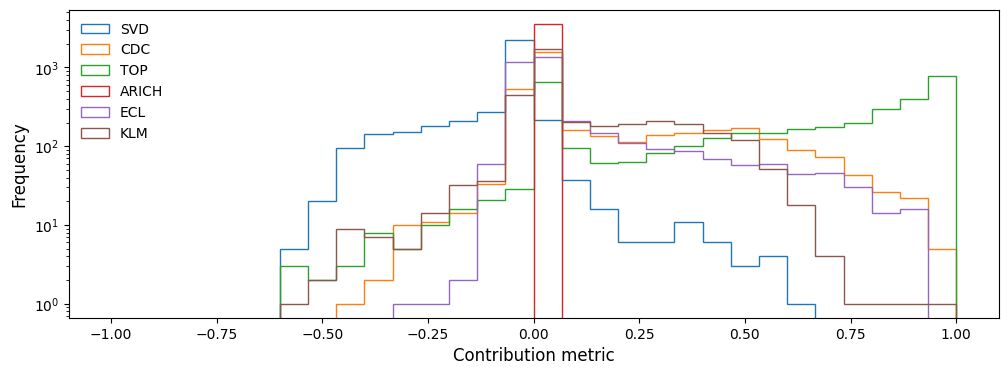 SVD
CDC
TOP
ARICH
ECL
KLM
Frequency
10³
10²
10¹
10⁰
−1.00 −0.75 −0.50 −0.25 0.00 0.25 0.50 0.75 1.00
Contribution metric